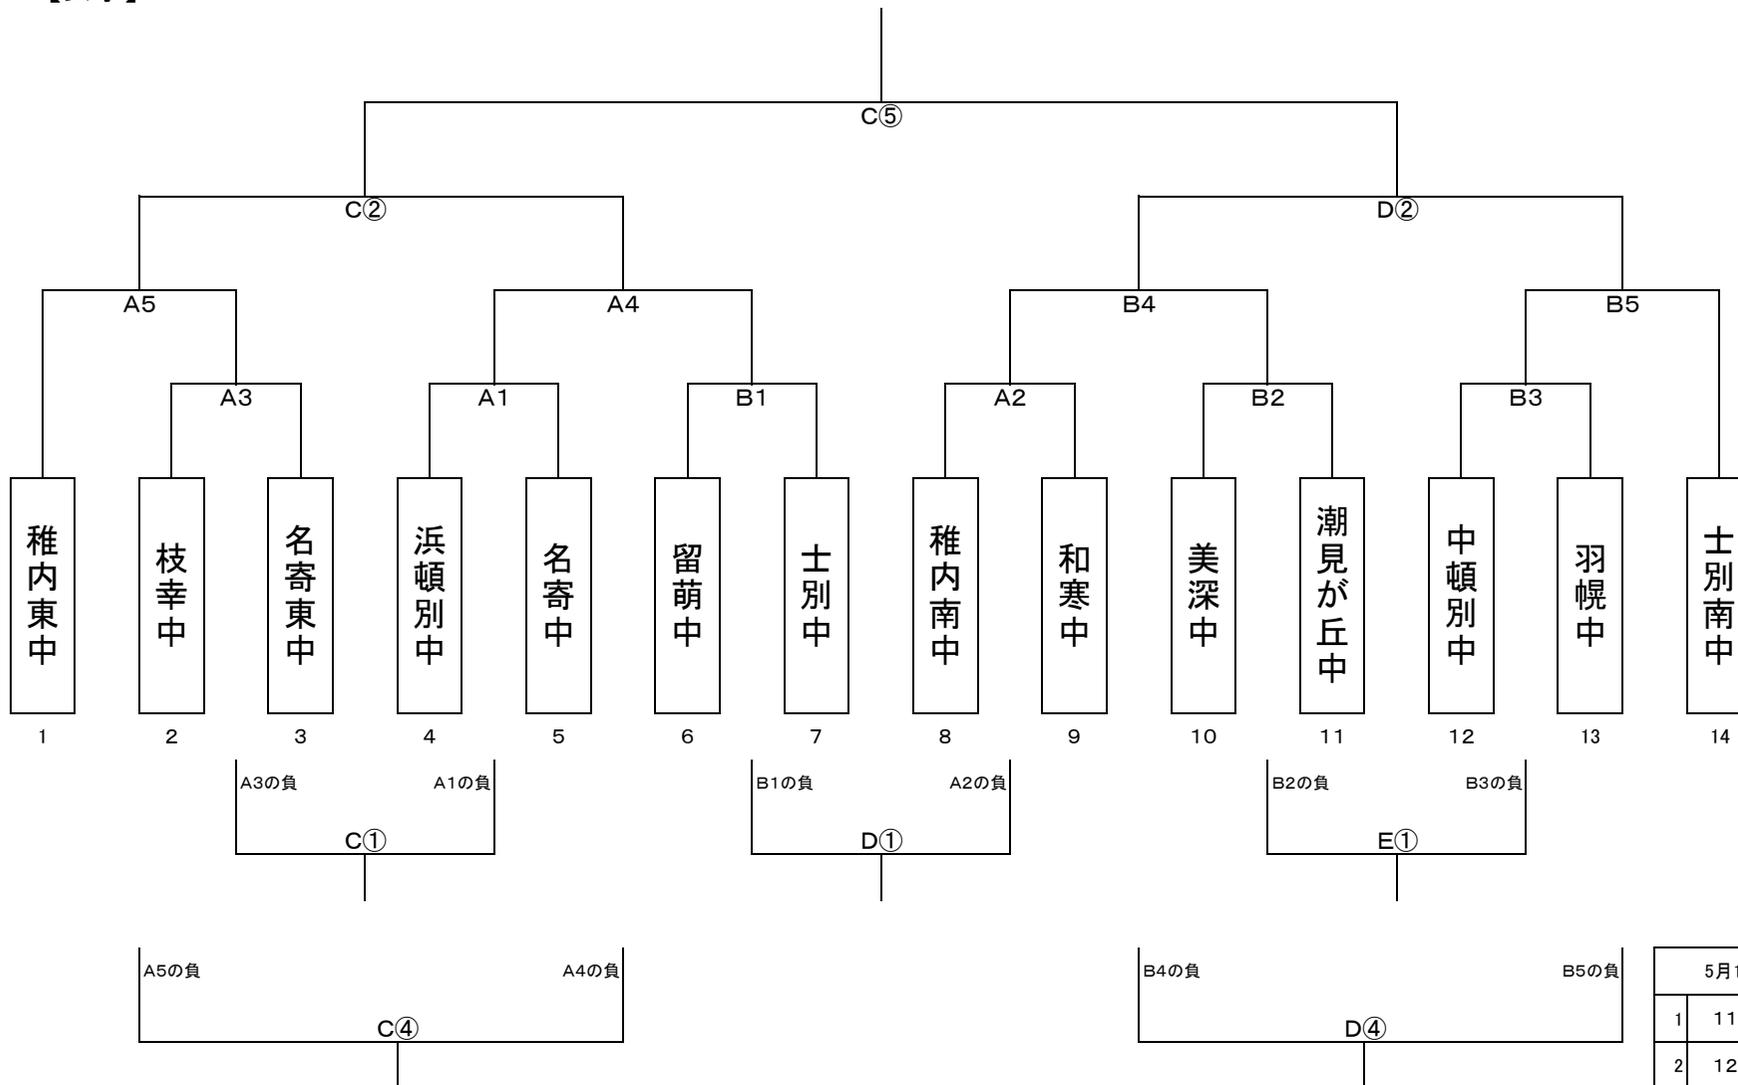 C⑤
C②
D②
A5
A4
B4
B5
A3
A1
B1
A2
B2
B3
稚内東中
枝幸中
名寄東中
浜頓別中
名寄中
留萌中
士別中
稚内南中
和寒中
美深中
潮見が丘中
中頓別中
羽幌中
士別南中
1 2 3 4 5 6 7 8 9 10 11 12 13 14
A3の負
A1の負
B1の負
A2の負
B2の負
B3の負
C①
D①
E①
A5の負
A4の負
B4の負
B5の負
C④
D④
5月1
1 11
2 12